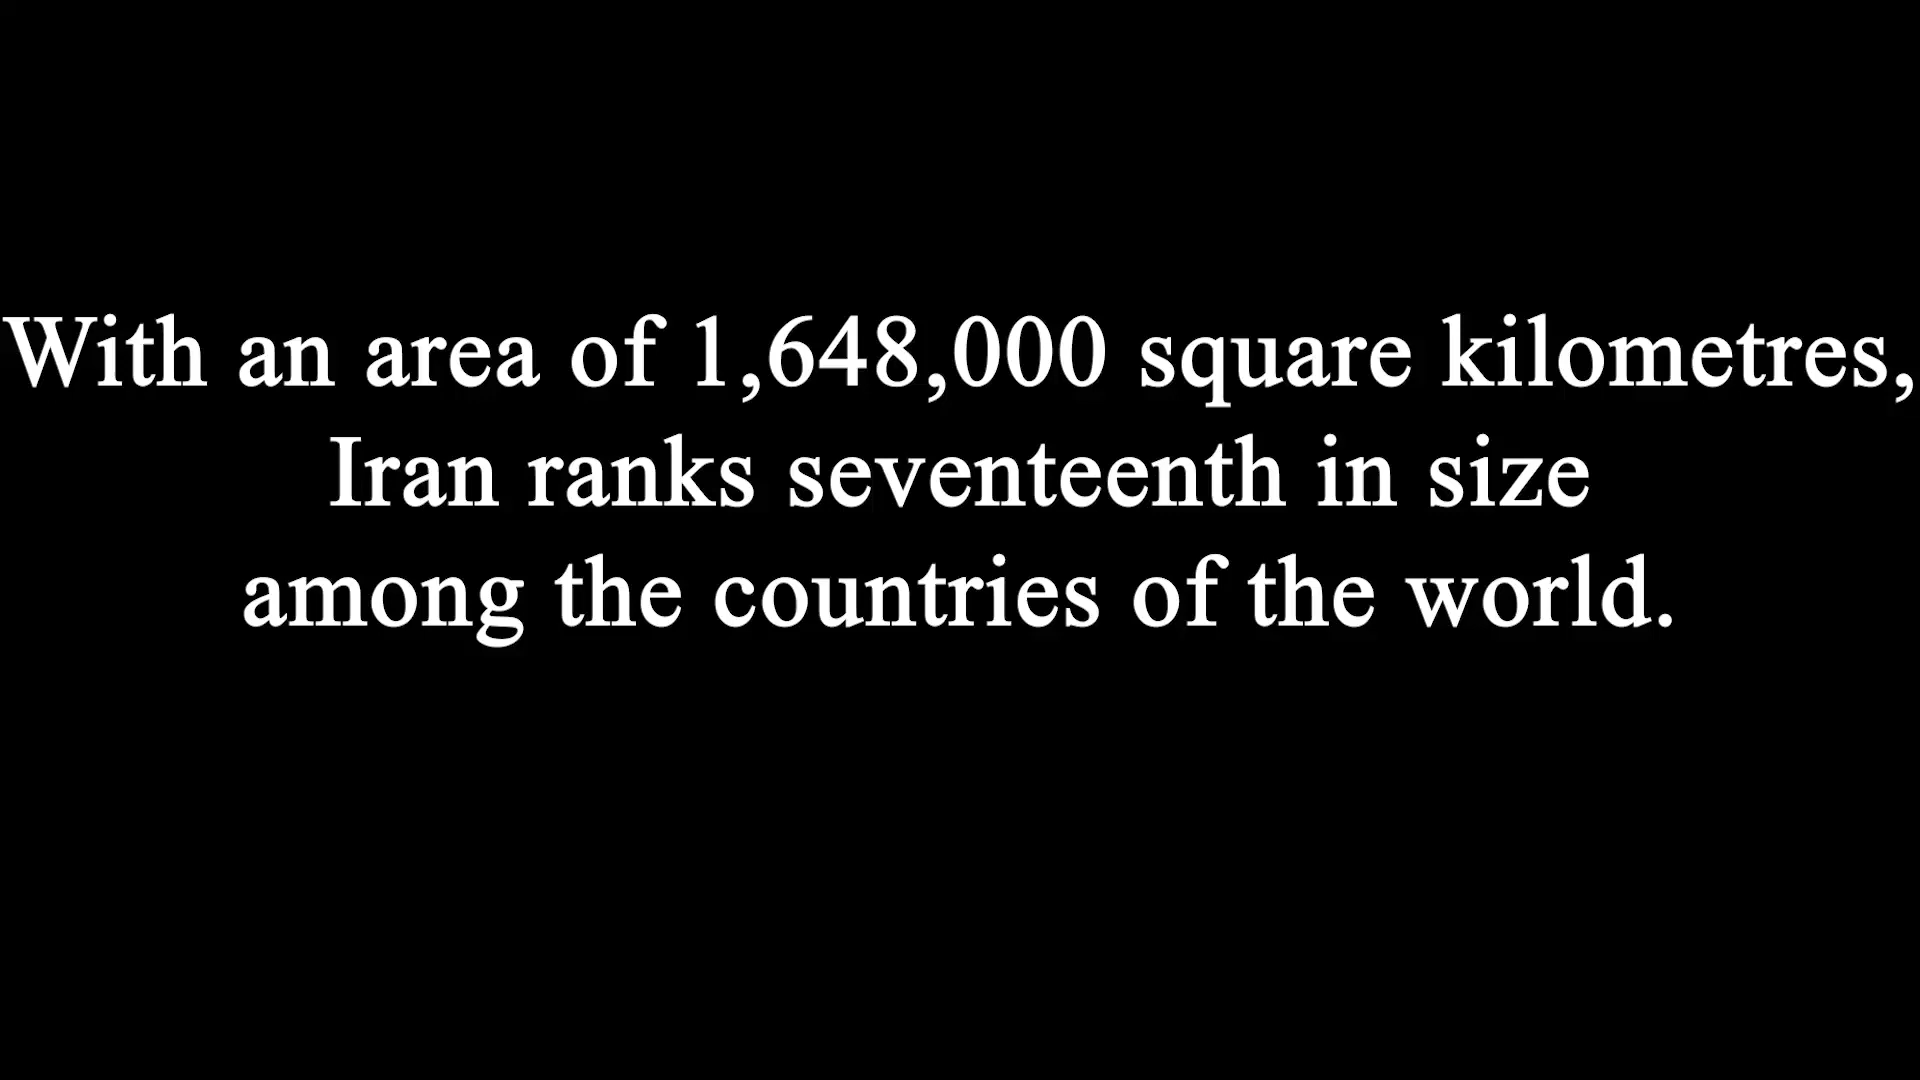 With an area of 1,648,000 square kilometres,
Iran ranks seventeenth in size
among the countries of the world.